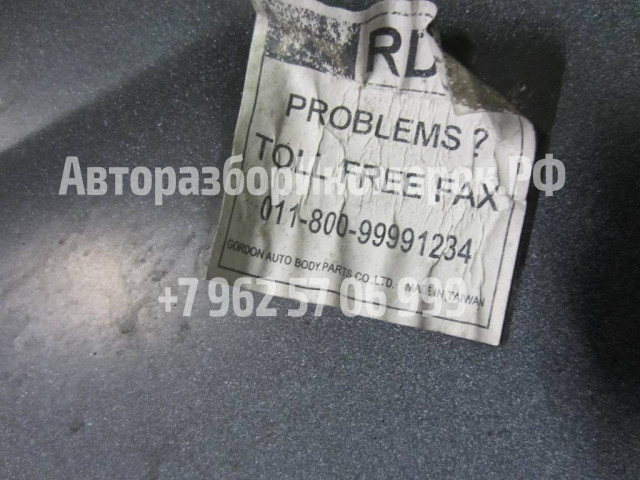 RD
PROBLEMS ?
TOLL FREE FAX
АвторазборИномарок.РФ
011-800-99991234
GORDON AUTO BODY PARTS CO.,LTD. MADE IN TAIWAN
+7 962 57 06 999